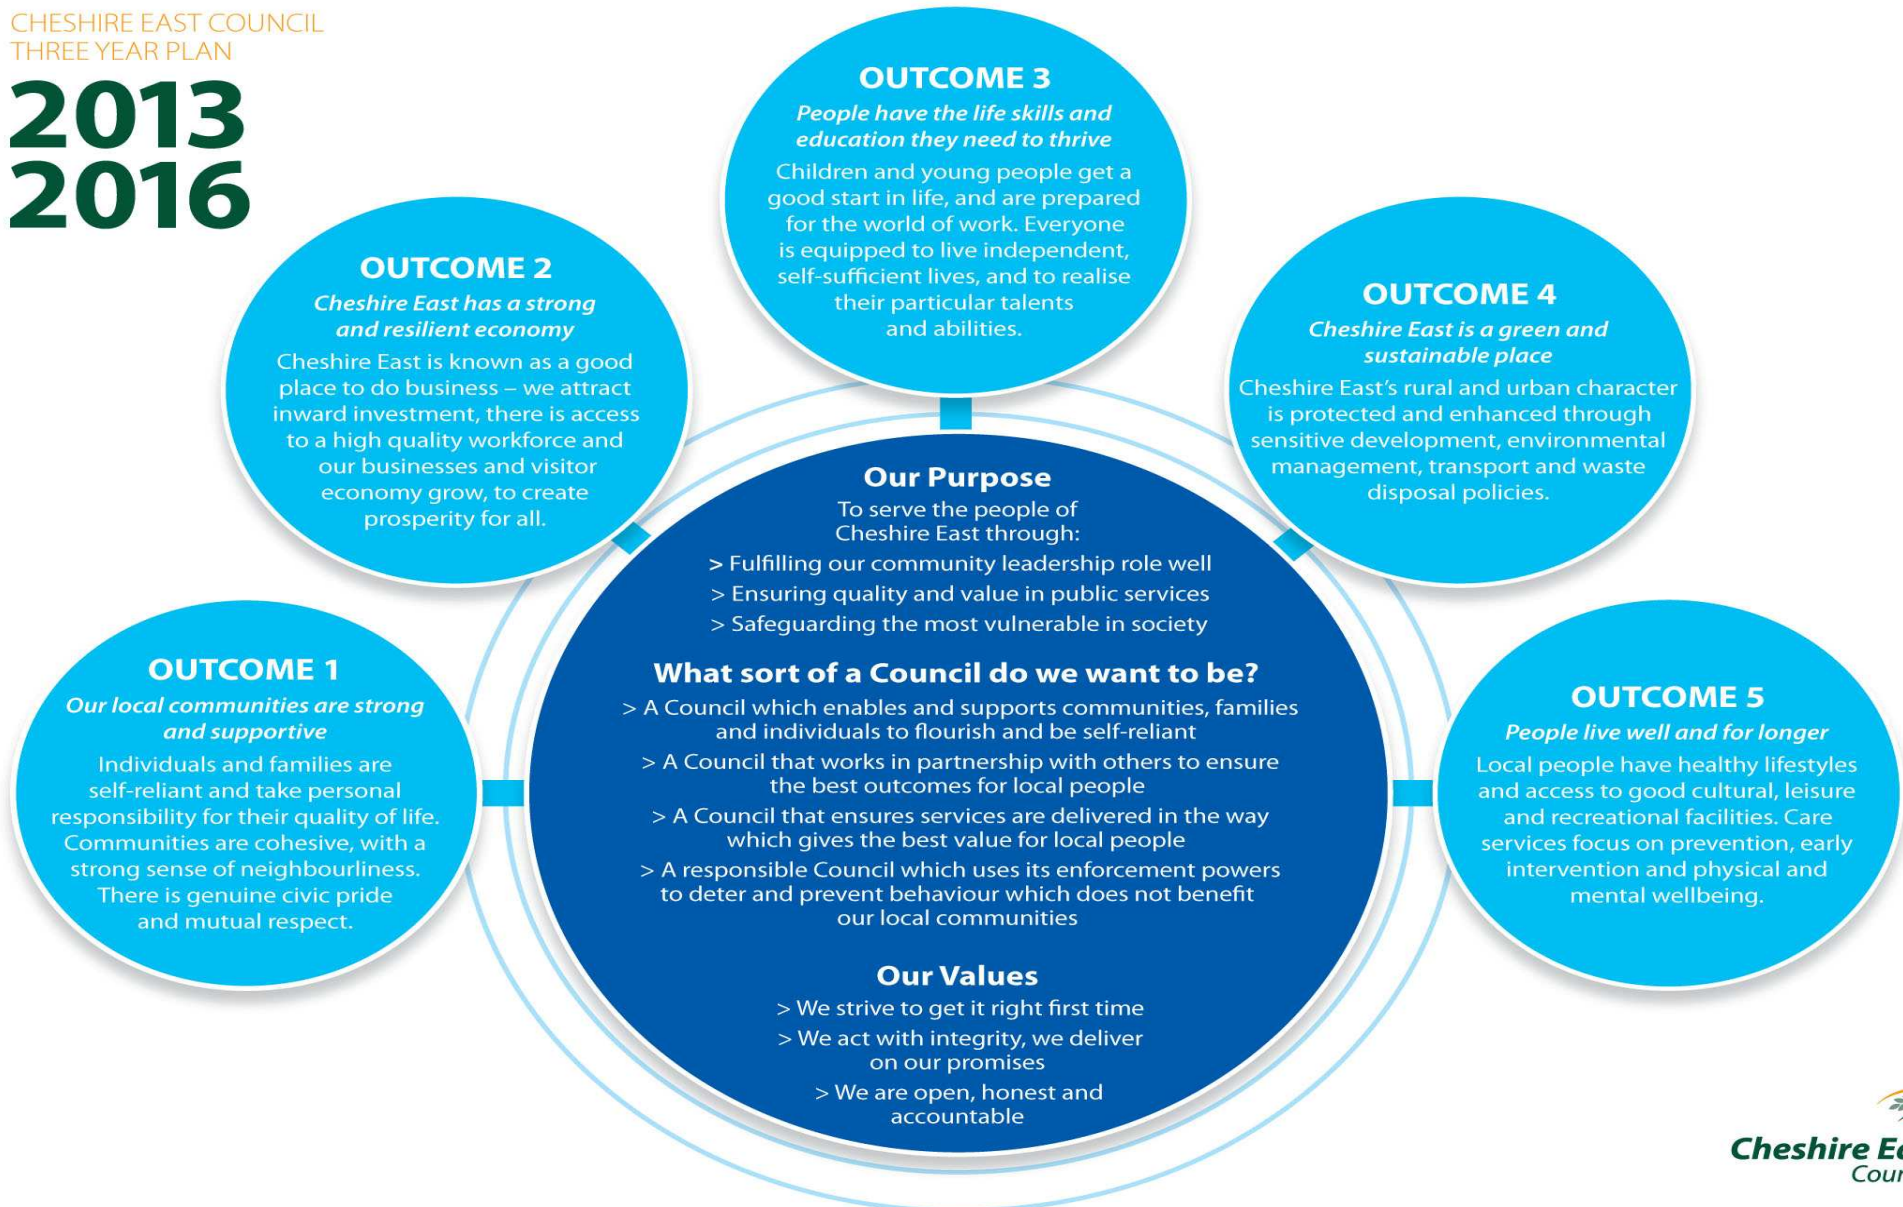 CHESHIRE EAST COUNCIL
THREE YEAR PLAN
2013
2016
OUTCOME 1
Our local communities are strong
and supportive
Individuals and families are
self-reliant and take personal
responsibility for their quality of life.
Communities are cohesive, with a
strong sense of neighbourliness.
There is genuine civic pride
and mutual respect.
OUTCOME 2
Cheshire East has a strong
and resilient economy
Cheshire East is known as a good
place to do business – we attract
inward investment, there is access
to a high quality workforce and
our businesses and visitor
economy grow, to create
prosperity for all.
OUTCOME 3
People have the life skills and
education they need to thrive
Children and young people get a
good start in life, and are prepared
for the world of work. Everyone
is equipped to live independent,
self-sufficient lives, and to realise
their particular talents
and abilities.
OUTCOME 4
Cheshire East is a green and
sustainable place
Cheshire East’s rural and urban character
is protected and enhanced through
sensitive development, environmental
management, transport and waste
disposal policies.
OUTCOME 5
People live well and for longer
Local people have healthy lifestyles
and access to good cultural, leisure
and recreational facilities. Care
services focus on prevention, early
intervention and physical and
mental wellbeing.
Our Purpose
To serve the people of
Cheshire East through:
> Fulfilling our community leadership role well
> Ensuring quality and value in public services
> Safeguarding the most vulnerable in society
What sort of a Council do we want to be?
> A Council which enables and supports communities, families
and individuals to flourish and be self-reliant
> A Council that works in partnership with others to ensure
the best outcomes for local people
> A Council that ensures services are delivered in the way
which gives the best value for local people
> A responsible Council which uses its enforcement powers
to deter and prevent behaviour which does not benefit
our local communities
Our Values
> We strive to get it right first time
> We act with integrity, we deliver
on our promises
> We are open, honest and
accountable
Cheshire Ea
Coun